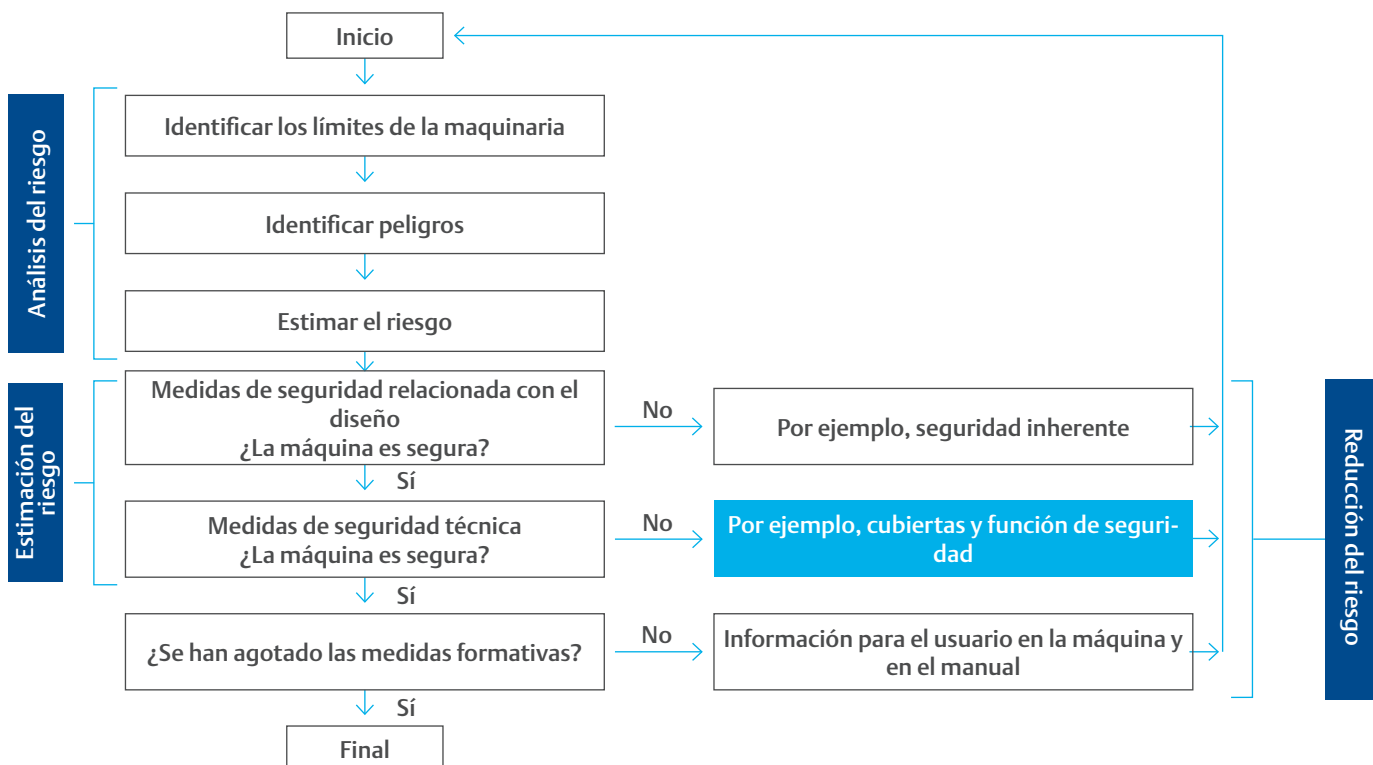 Inicio
Análisis del riesgo
Identificar los límites de la maquinaria
Identificar peligros
Estimar el riesgo
Estimación del
riesgo
Medidas de seguridad relacionada con el
diseño
¿La máquina es segura?
No
Por ejemplo, seguridad inherente
Sí
Medidas de seguridad técnica
¿La máquina es segura?
No
Por ejemplo, cubiertas y función de seguri-
dad
Sí
¿Se han agotado las medidas formativas?
No
Información para el usuario en la máquina y
en el manual
Reducción del riesgo
Sí
Final